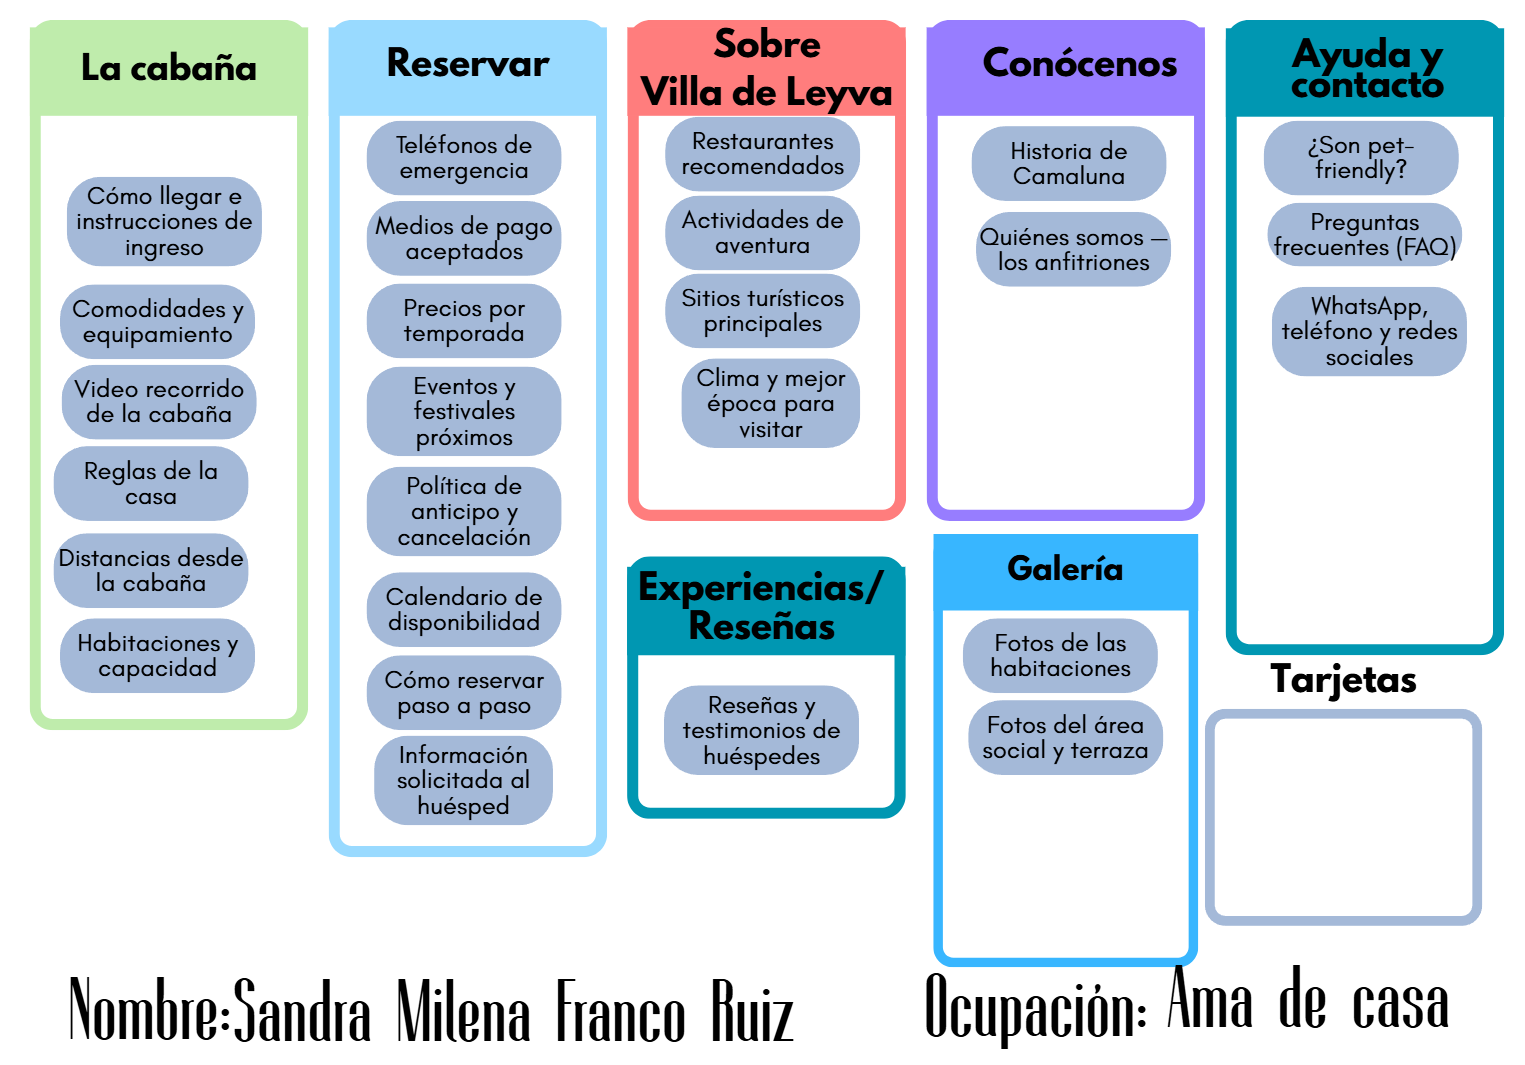 La cabaña
Cómo llegar e
instrucciones de
ingreso
Comodidades y
equipamiento
Video recorrido
de la cabaña
Reglas de la
casa
Distancias desde
la cabaña
Habitaciones y
capacidad
Reservar
Teléfonos de
emergencia
Medios de pago
aceptados
Precios por
temporada
Eventos y
festivales
próximos
Política de
anticipo y
cancelación
Calendario de
disponibilidad
Cómo reservar
paso a paso
Información
solicitada al
huésped
Sobre
Villa de Leyva
Restaurantes
recomendados
Actividades de
aventura
Sitios turísticos
principales
Clima y mejor
época para
visitar
Experiencias/
Reseñas
Reseñas y
testimonios de
huéspedes
Conócenos
Historia de
Camaluna
Quiénes somos —
los anfitriones
Galería
Fotos de las
habitaciones
Fotos del área
social y terraza
Ayuda y
contacto
¿Son pet-
friendly?
Preguntas
frecuentes (FAQ)
WhatsApp,
teléfono y redes
sociales
Tarjetas
Nombre:Sandra Milena Franco Ruiz
Ocupación: Ama de casa